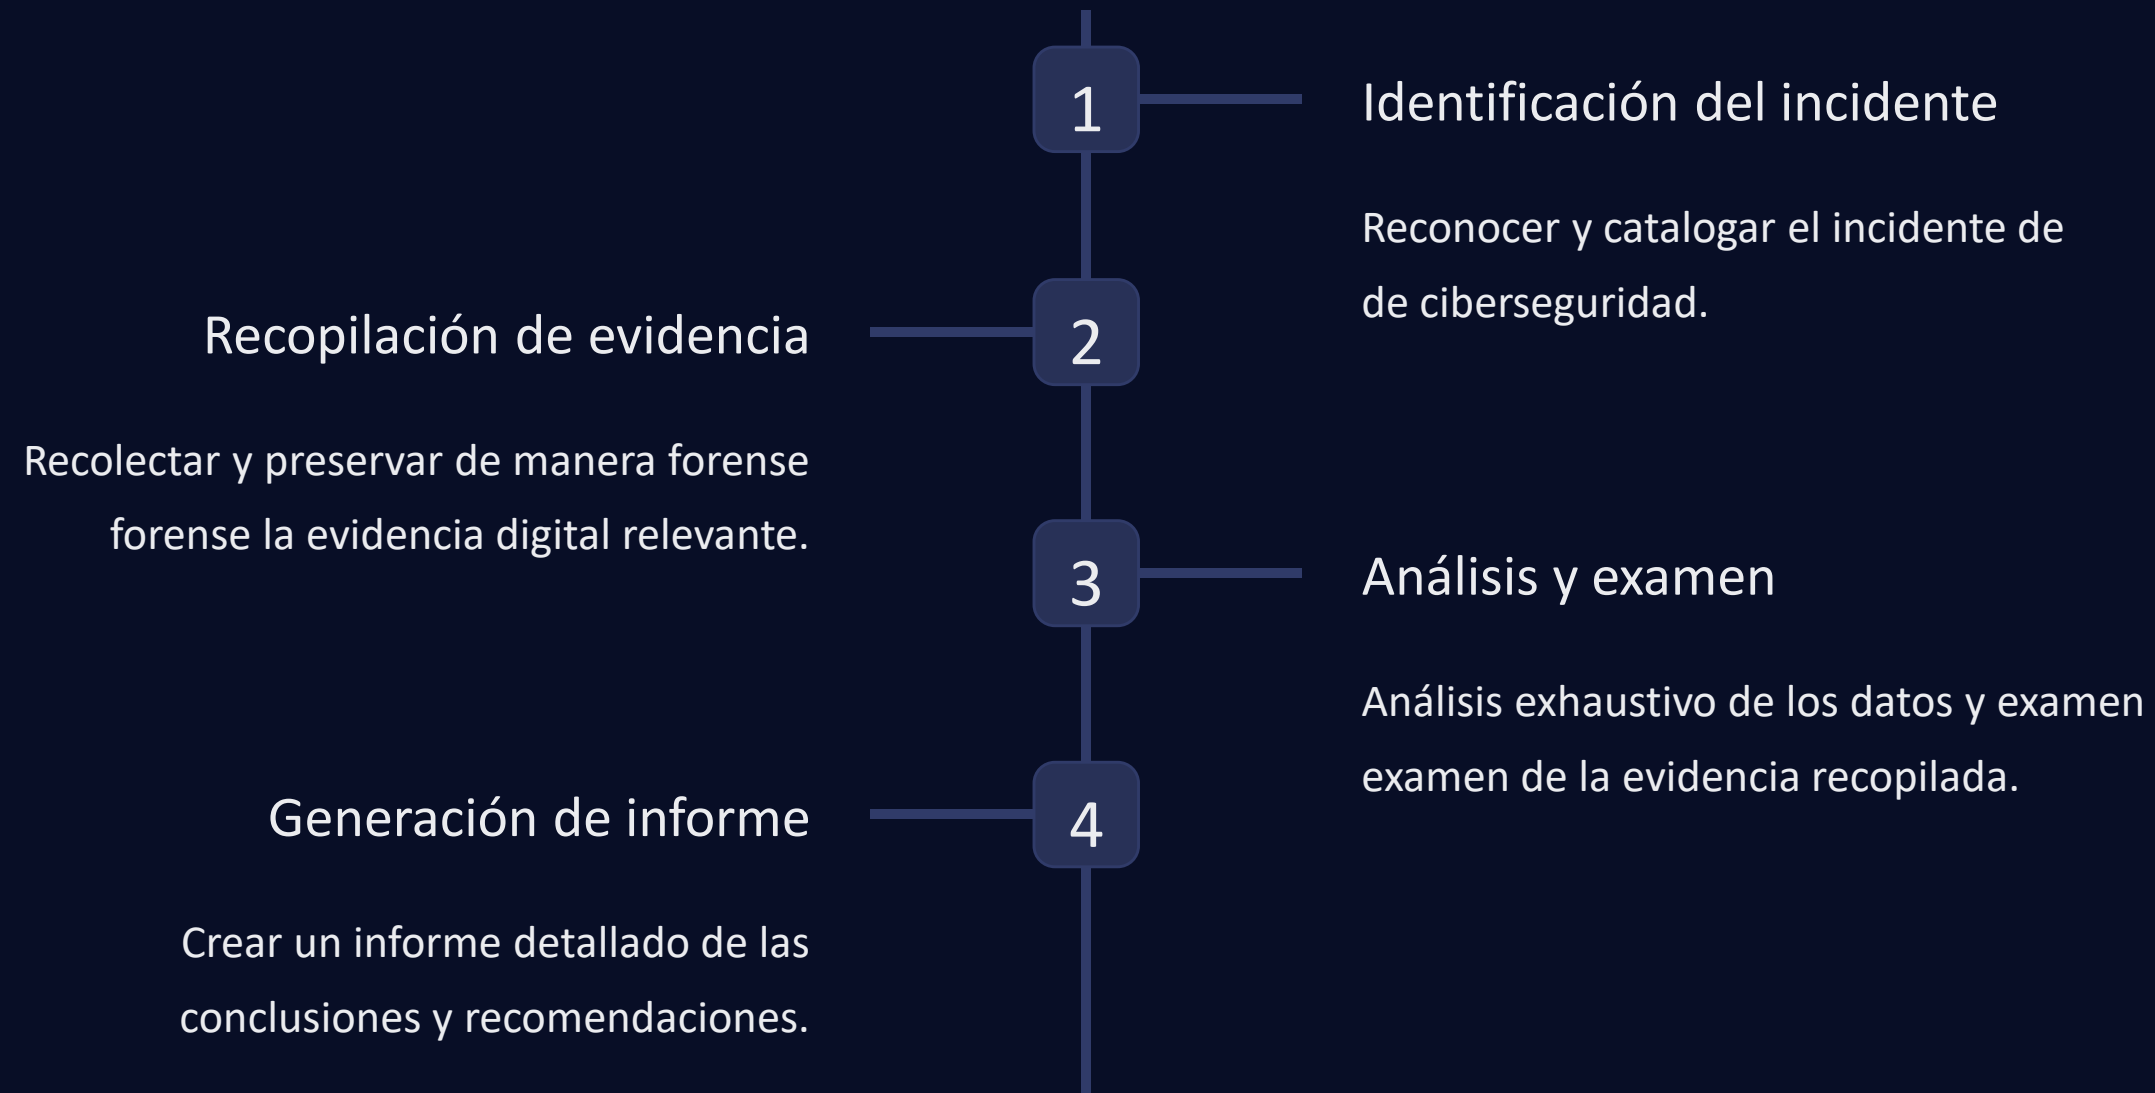 1
Identificación del incidente
Reconocer y catalogar el incidente de
de ciberseguridad.
2
Recopilación de evidencia
Recolectar y preservar de manera forense
forense la evidencia digital relevante.
3
Análisis y examen
Análisis exhaustivo de los datos y examen
examen de la evidencia recopilada.
4
Generación de informe
Crear un informe detallado de las
conclusiones y recomendaciones.